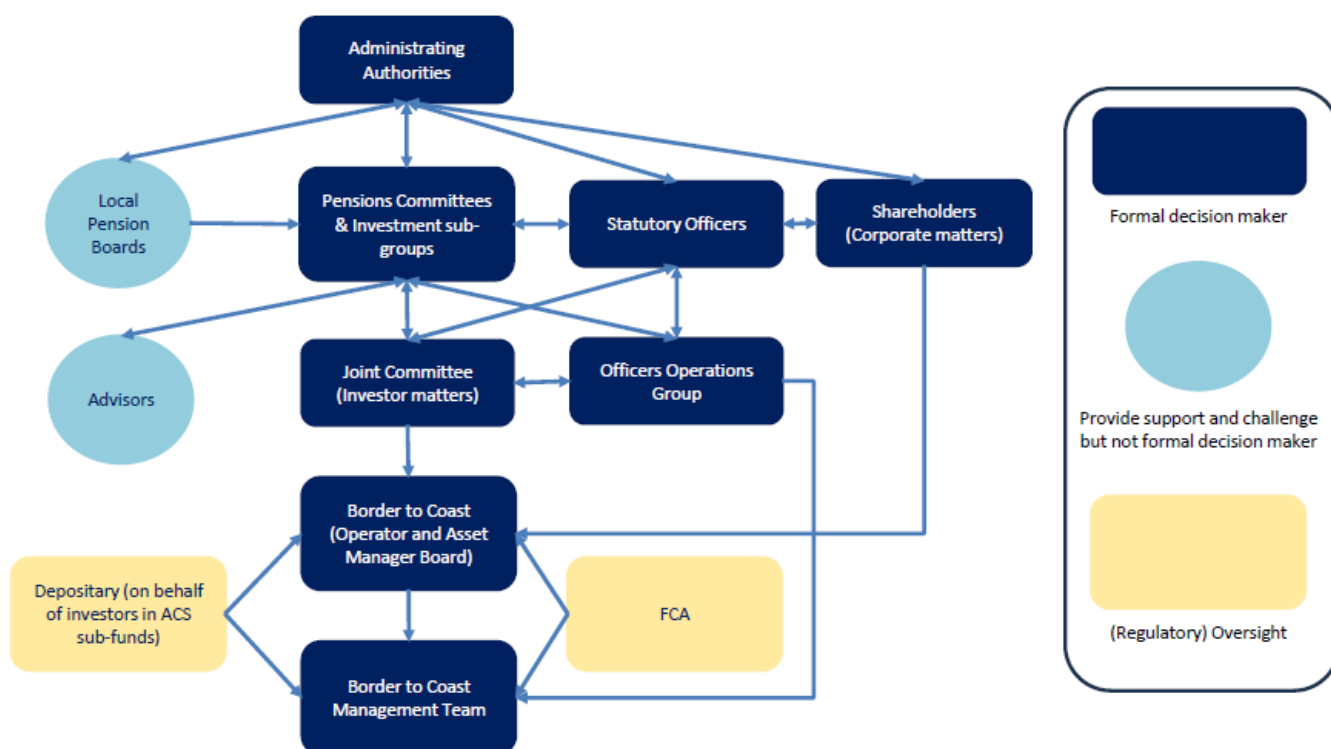 Administrating
Authorities
Local
Pension
Boards
Pensions Committees
& Investment sub-
groups
Statutory Officers
Shareholders
(Corporate matters)
Advisors
Joint Committee
(Investor matters)
Officers Operations
Group
Border to Coast
(Operator and Asset
Manager Board)
Depositary (on behalf
of investors in ACS
sub-funds)
FCA
Border to Coast
Management Team
Formal decision maker
Provide support and challenge
but not formal decision maker
(Regulatory) Oversight